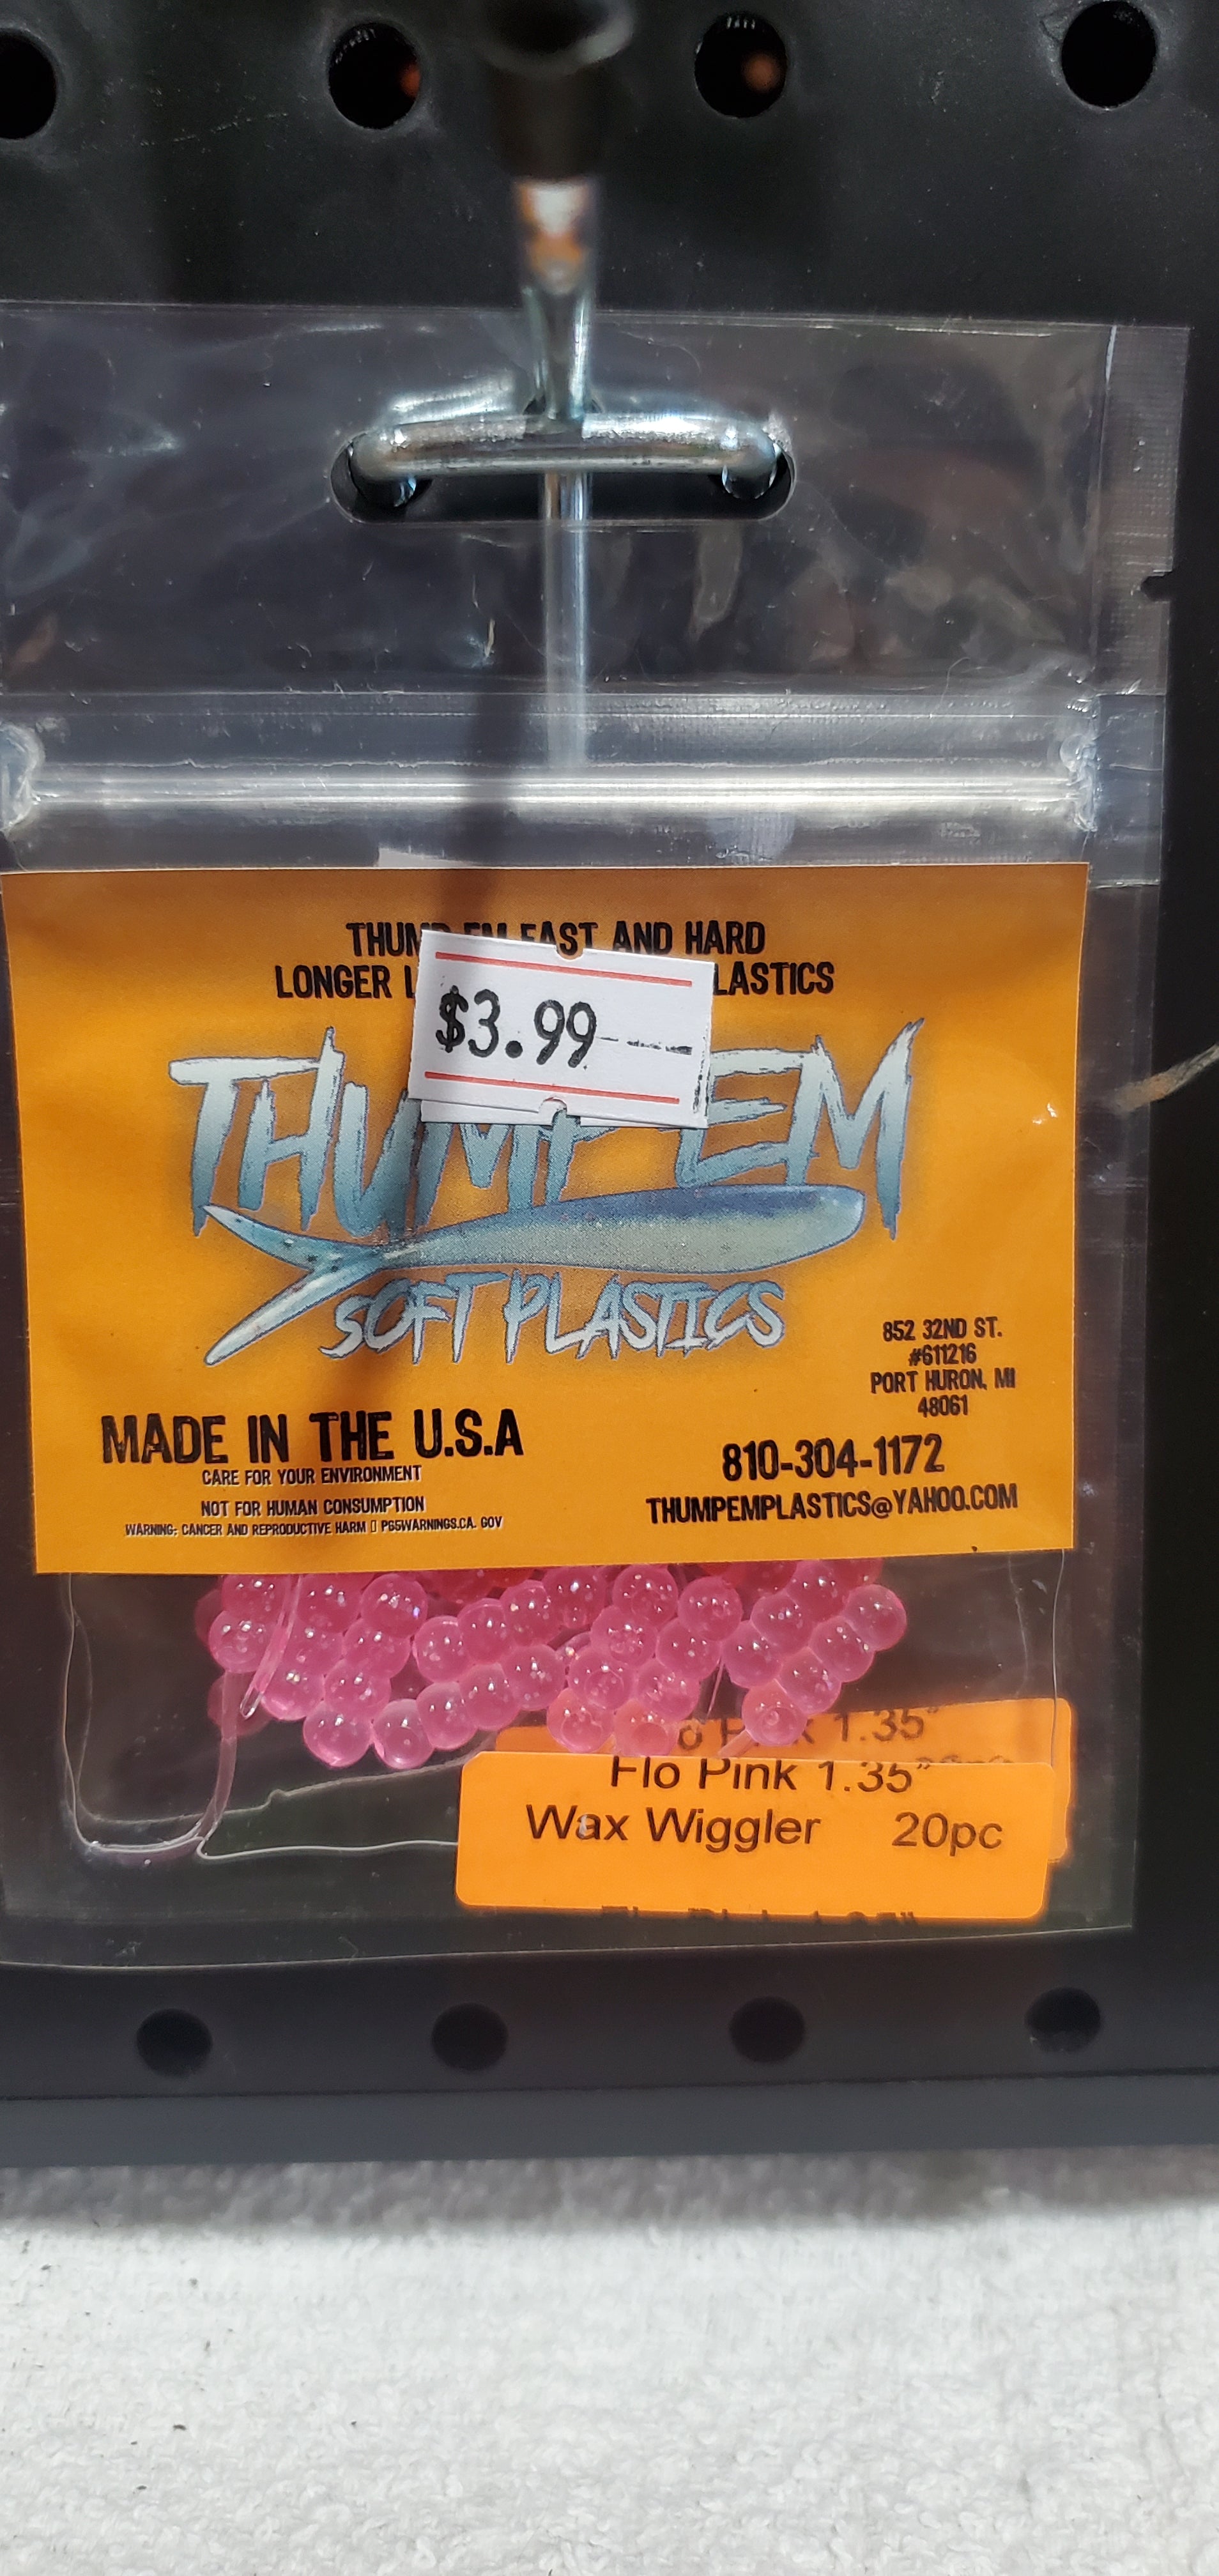 THUMP EM FAST AND HARD
LONGER LASTICS
$3.99
THUMP EM
SOFT PLASTICS
852 32ND ST.
#611216
PORT HURON, MI
48061
MADE IN THE U.S.A
CARE FOR YOUR ENVIRONMENT
NOT FOR HUMAN CONSUMPTION
WARNING: CANCER AND REPRODUCTIVE HARM P65WARNINGS.CA. GOV
810-304-1172
THUMPEMPLASTICS@YAHOO.COM
1.35"
Flo Pink 1.35"
Wax Wiggler 20pc